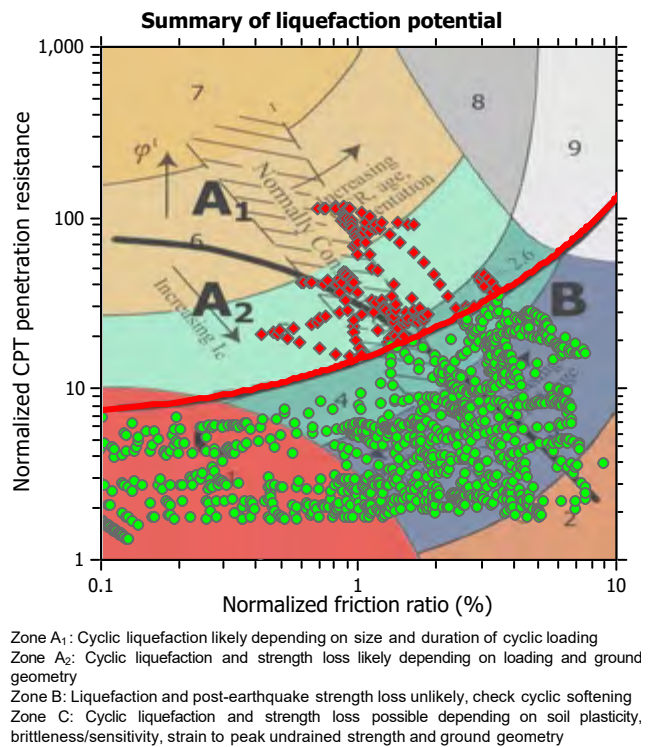 Summary of liquefaction potential
1,000
7
8
9
φ'
A1
Increasing
OCR, age,
cementation
Normally Con
100
6
A2
Increasing Ic
2.6
B
5
10
4
1
2
1
0.1
1
10
Normalized CPT penetration resistance
Normalized friction ratio (%)
Zone A1: Cyclic liquefaction likely depending on size and duration of cyclic loading
Zone A2: Cyclic liquefaction and strength loss likely depending on loading and ground
geometry
Zone B: Liquefaction and post-earthquake strength loss unlikely, check cyclic softening
Zone C: Cyclic liquefaction and strength loss possible depending on soil plasticity,
brittleness/sensitivity, strain to peak undrained strength and ground geometry